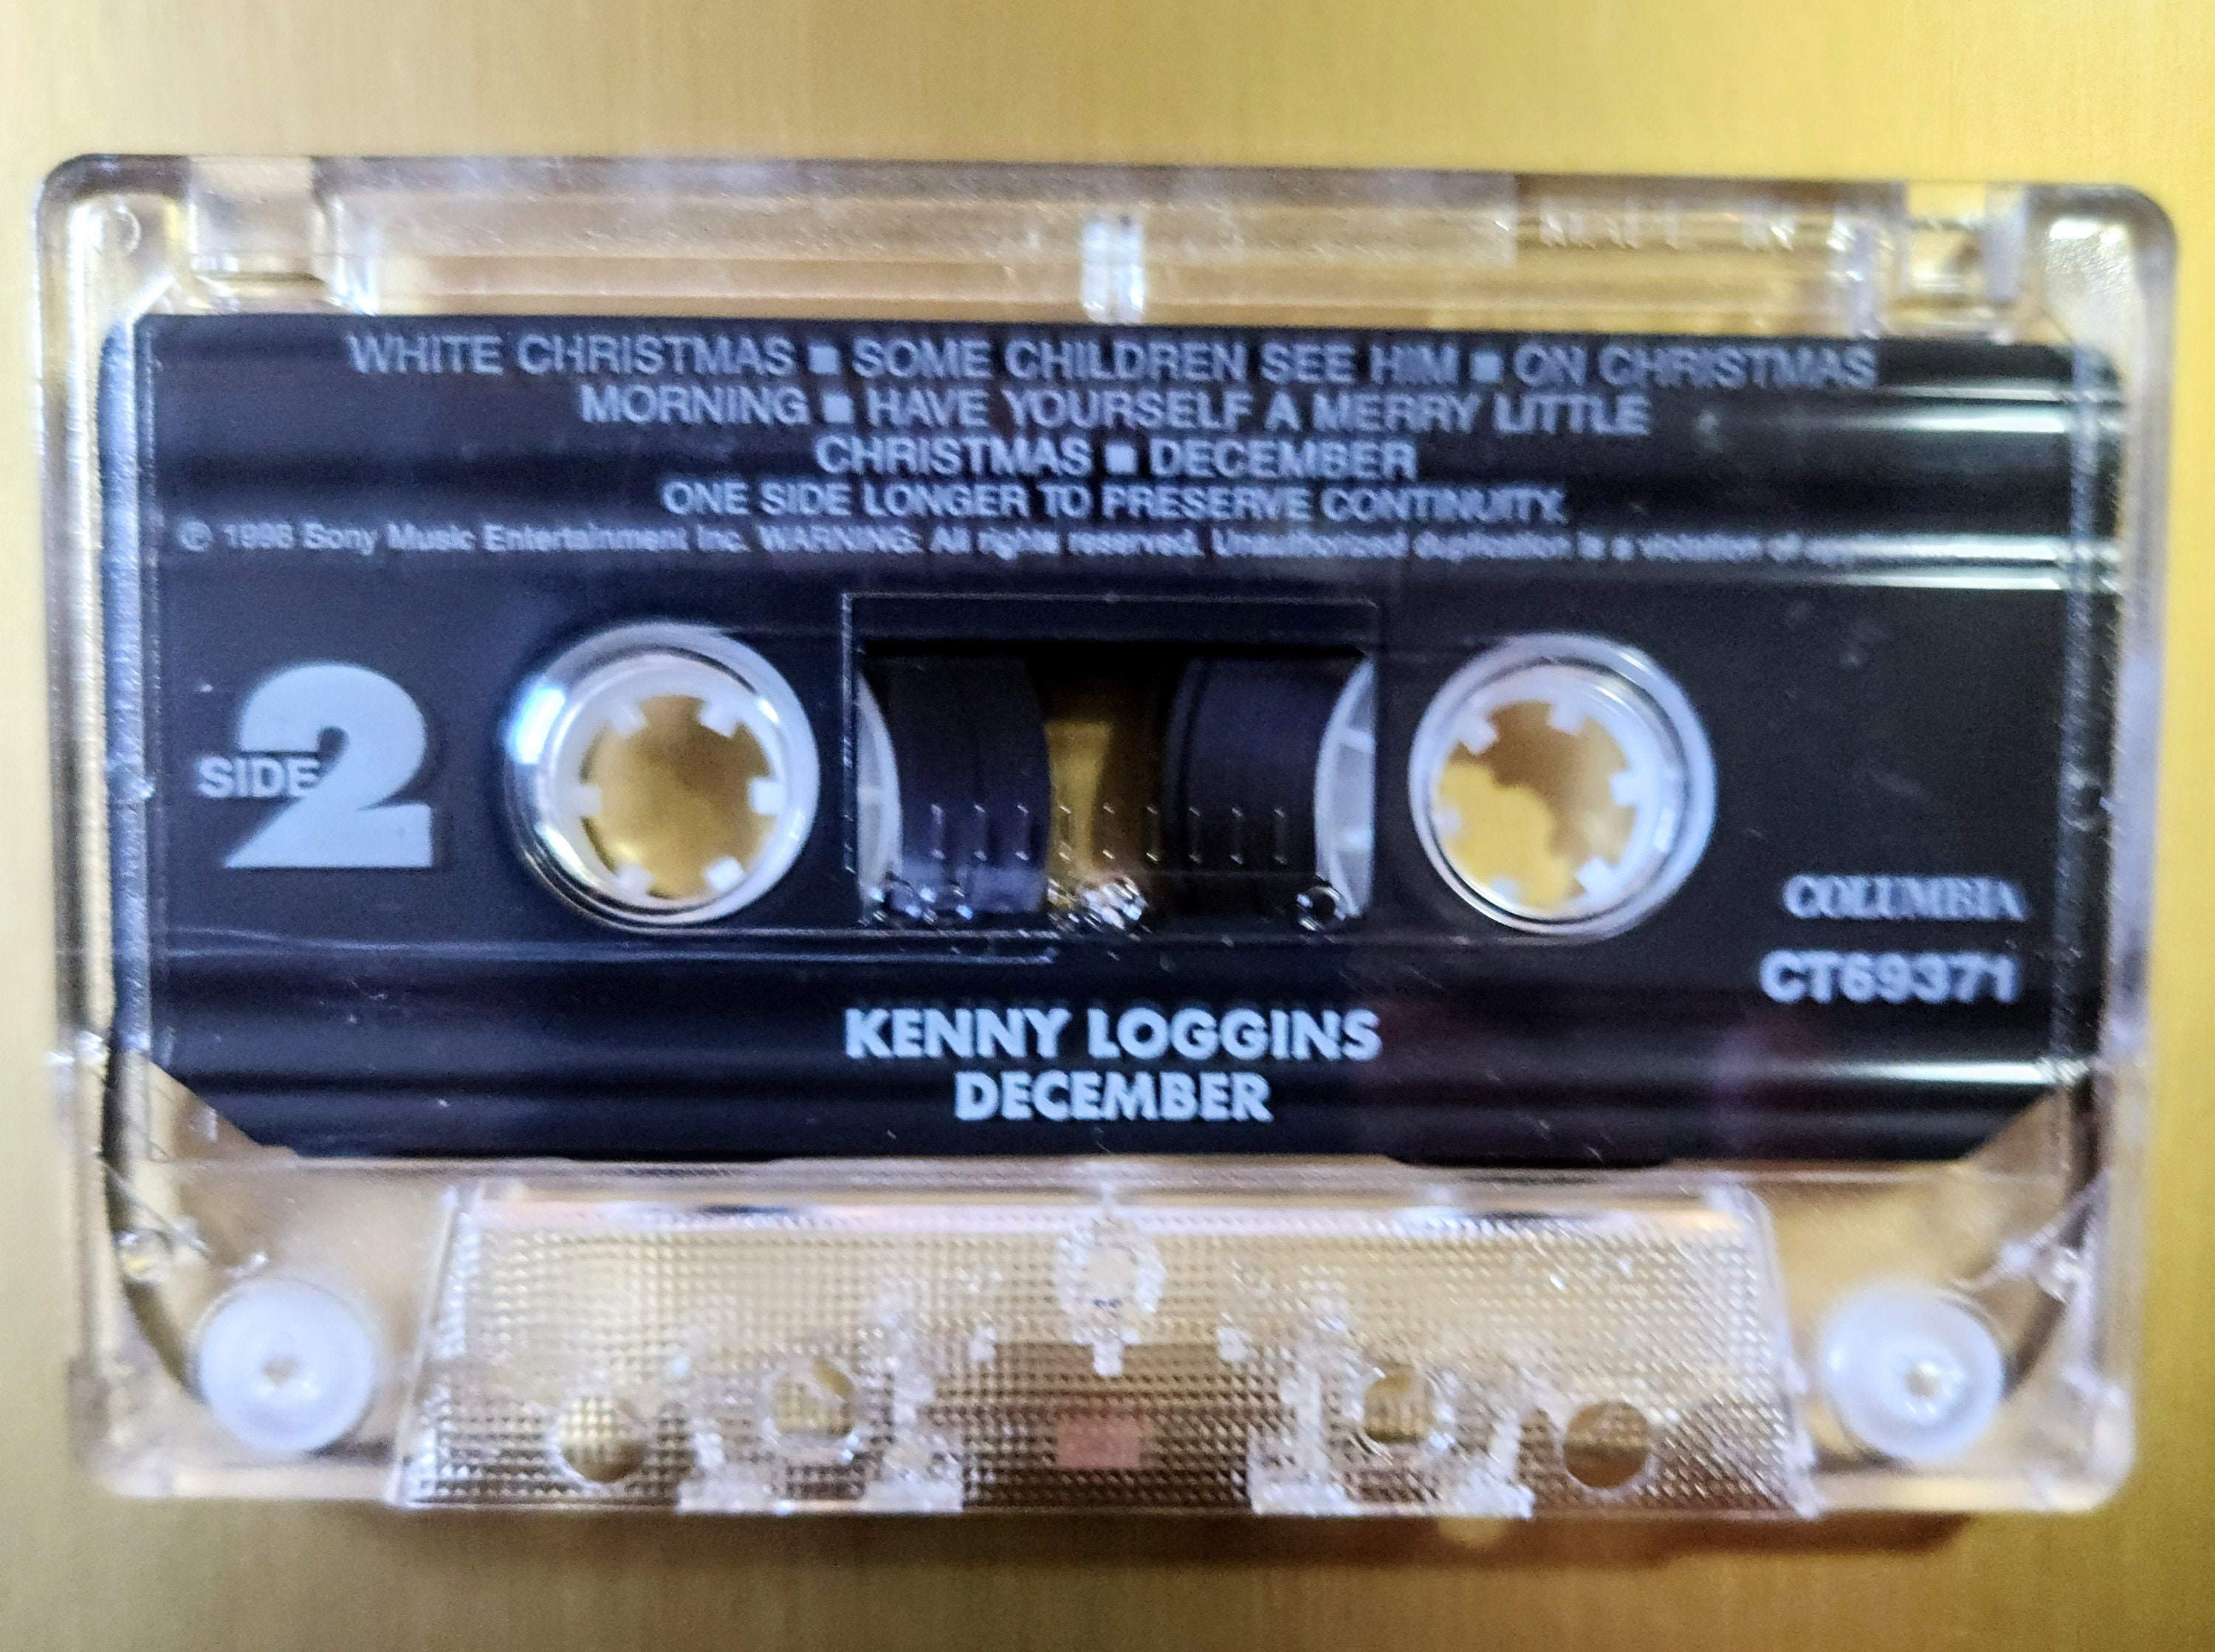 WHITE CHRISTMAS ■ SOME CHILDREN SEE HIM ■ ON CHRISTMAS
MORNING ■ HAVE YOURSELF A MERRY LITTLE
CHRISTMAS ■ DECEMBER
ONE SIDE LONGER TO PRESERVE CONTINUITY.
℗ 1998 Sony Music Entertainment Inc. WARNING: All rights reserved. Unauthorized duplication is a violation of
SIDE 2
COLUMBIA
CT69371
KENNY LOGGINS
DECEMBER